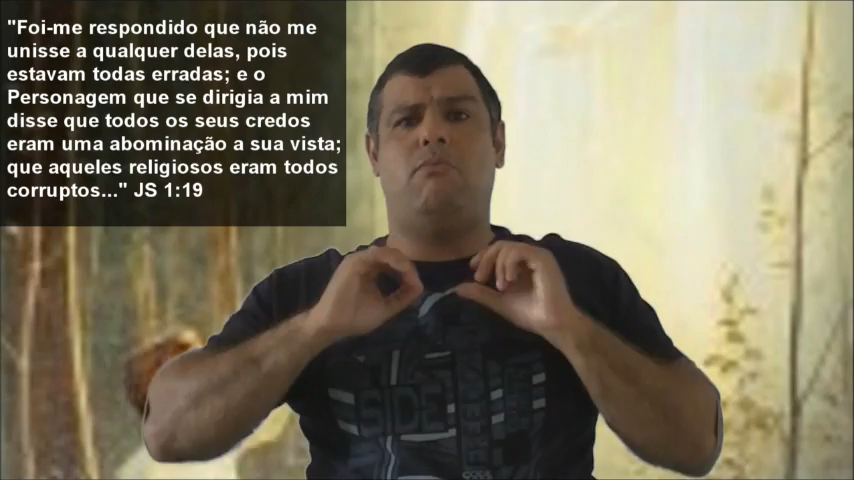 "Foi-me respondido que não me
unisse a qualquer delas, pois
estavam todas erradas; e o
Personagem que se dirigia a mim
disse que todos os seus credos
eram uma abominação a sua vista;
que aqueles religiosos eram todos
corruptos..." JS 1:19
SIDE